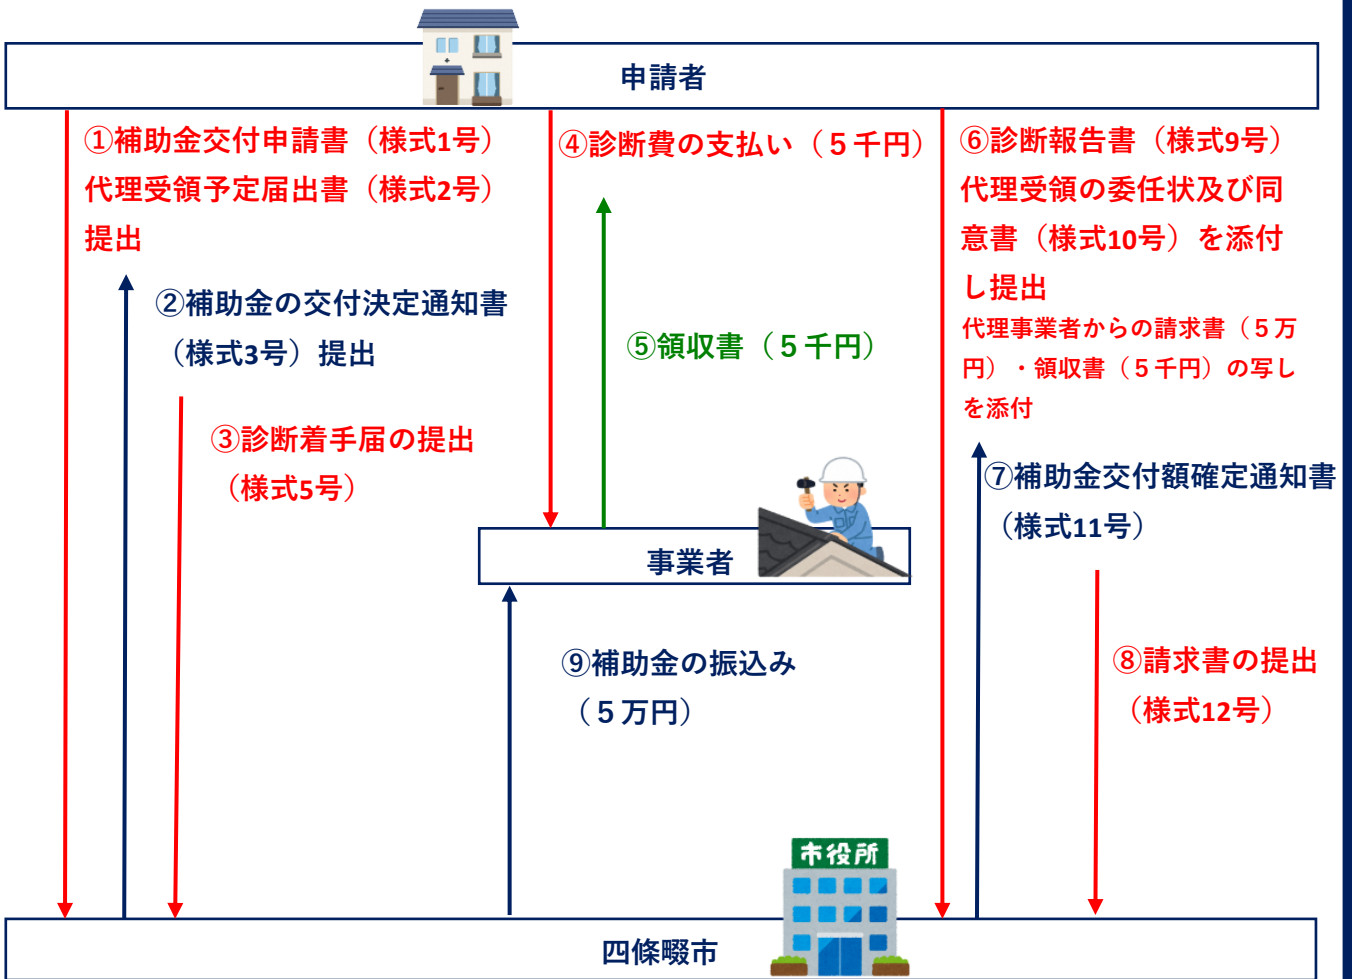 申請者
①補助金交付申請書（様式1号）
代理受領予定届出書（様式2号）
提出
②補助金の交付決定通知書
（様式3号）提出
③診断着手届の提出
（様式5号）
④診断費の支払い（５千円）
⑤領収書（５千円）
⑥診断報告書（様式9号）
代理受領の委任状及び同
意書（様式10号）を添付
し提出
代理事業者からの請求書（５万
円）・領収書（５千円）の写し
を添付
⑦補助金交付額確定通知書
（様式11号）
事業者
⑧請求書の提出
（様式12号）
⑨補助金の振込み
（５万円）
市役所
四條畷市